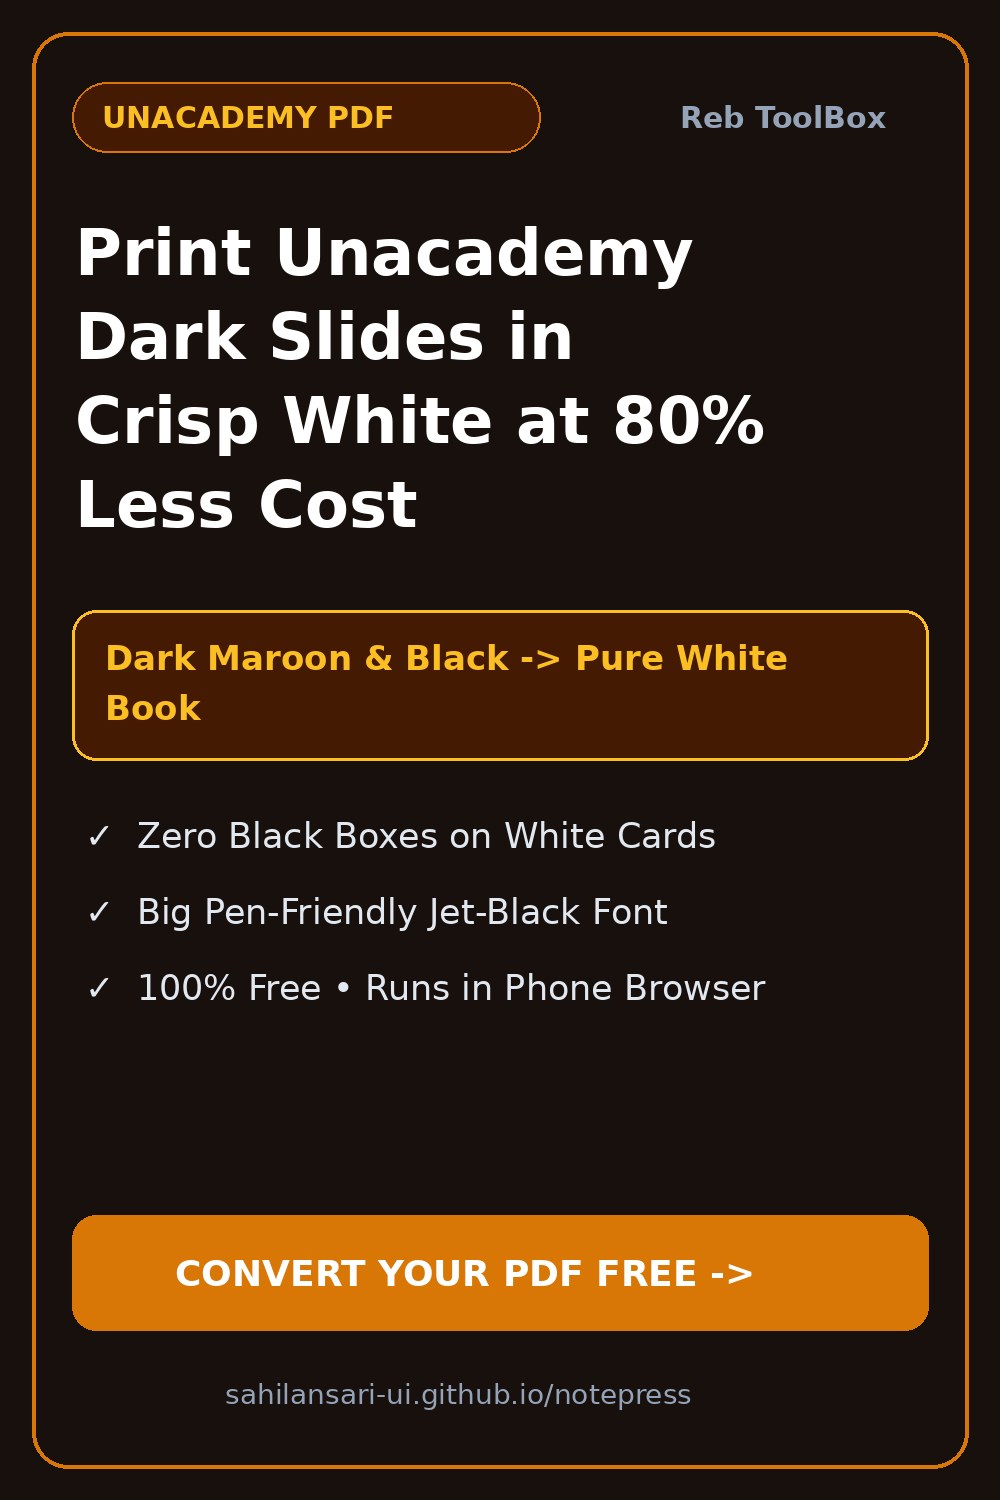 UNACADEMY PDF
Reb ToolBox
Print Unacademy
Dark Slides in
Crisp White at 80%
Less Cost
Dark Maroon & Black -> Pure White
Book
✓ Zero Black Boxes on White Cards
✓ Big Pen-Friendly Jet-Black Font
✓ 100% Free • Runs in Phone Browser
CONVERT YOUR PDF FREE ->
sahilansari-ui.github.io/notepress